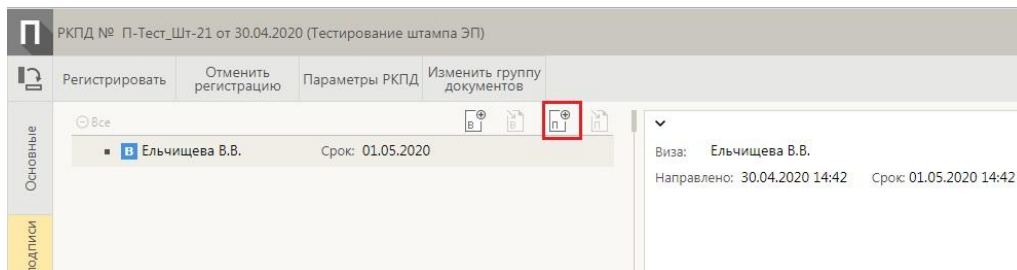 П
РКПД № П-Тест_Шт-21 от 30.04.2020 (Тестирование штампа ЭП)
Регистрировать
Отменить
регистрацию
Параметры РКПД
Изменить группу
документов
Основные
Все
В
В
П
П
В Ельчищева В.В. Срок: 01.05.2020
Виза: Ельчищева В.В.
Направлено: 30.04.2020 14:42 Срок: 01.05.2020 14:42